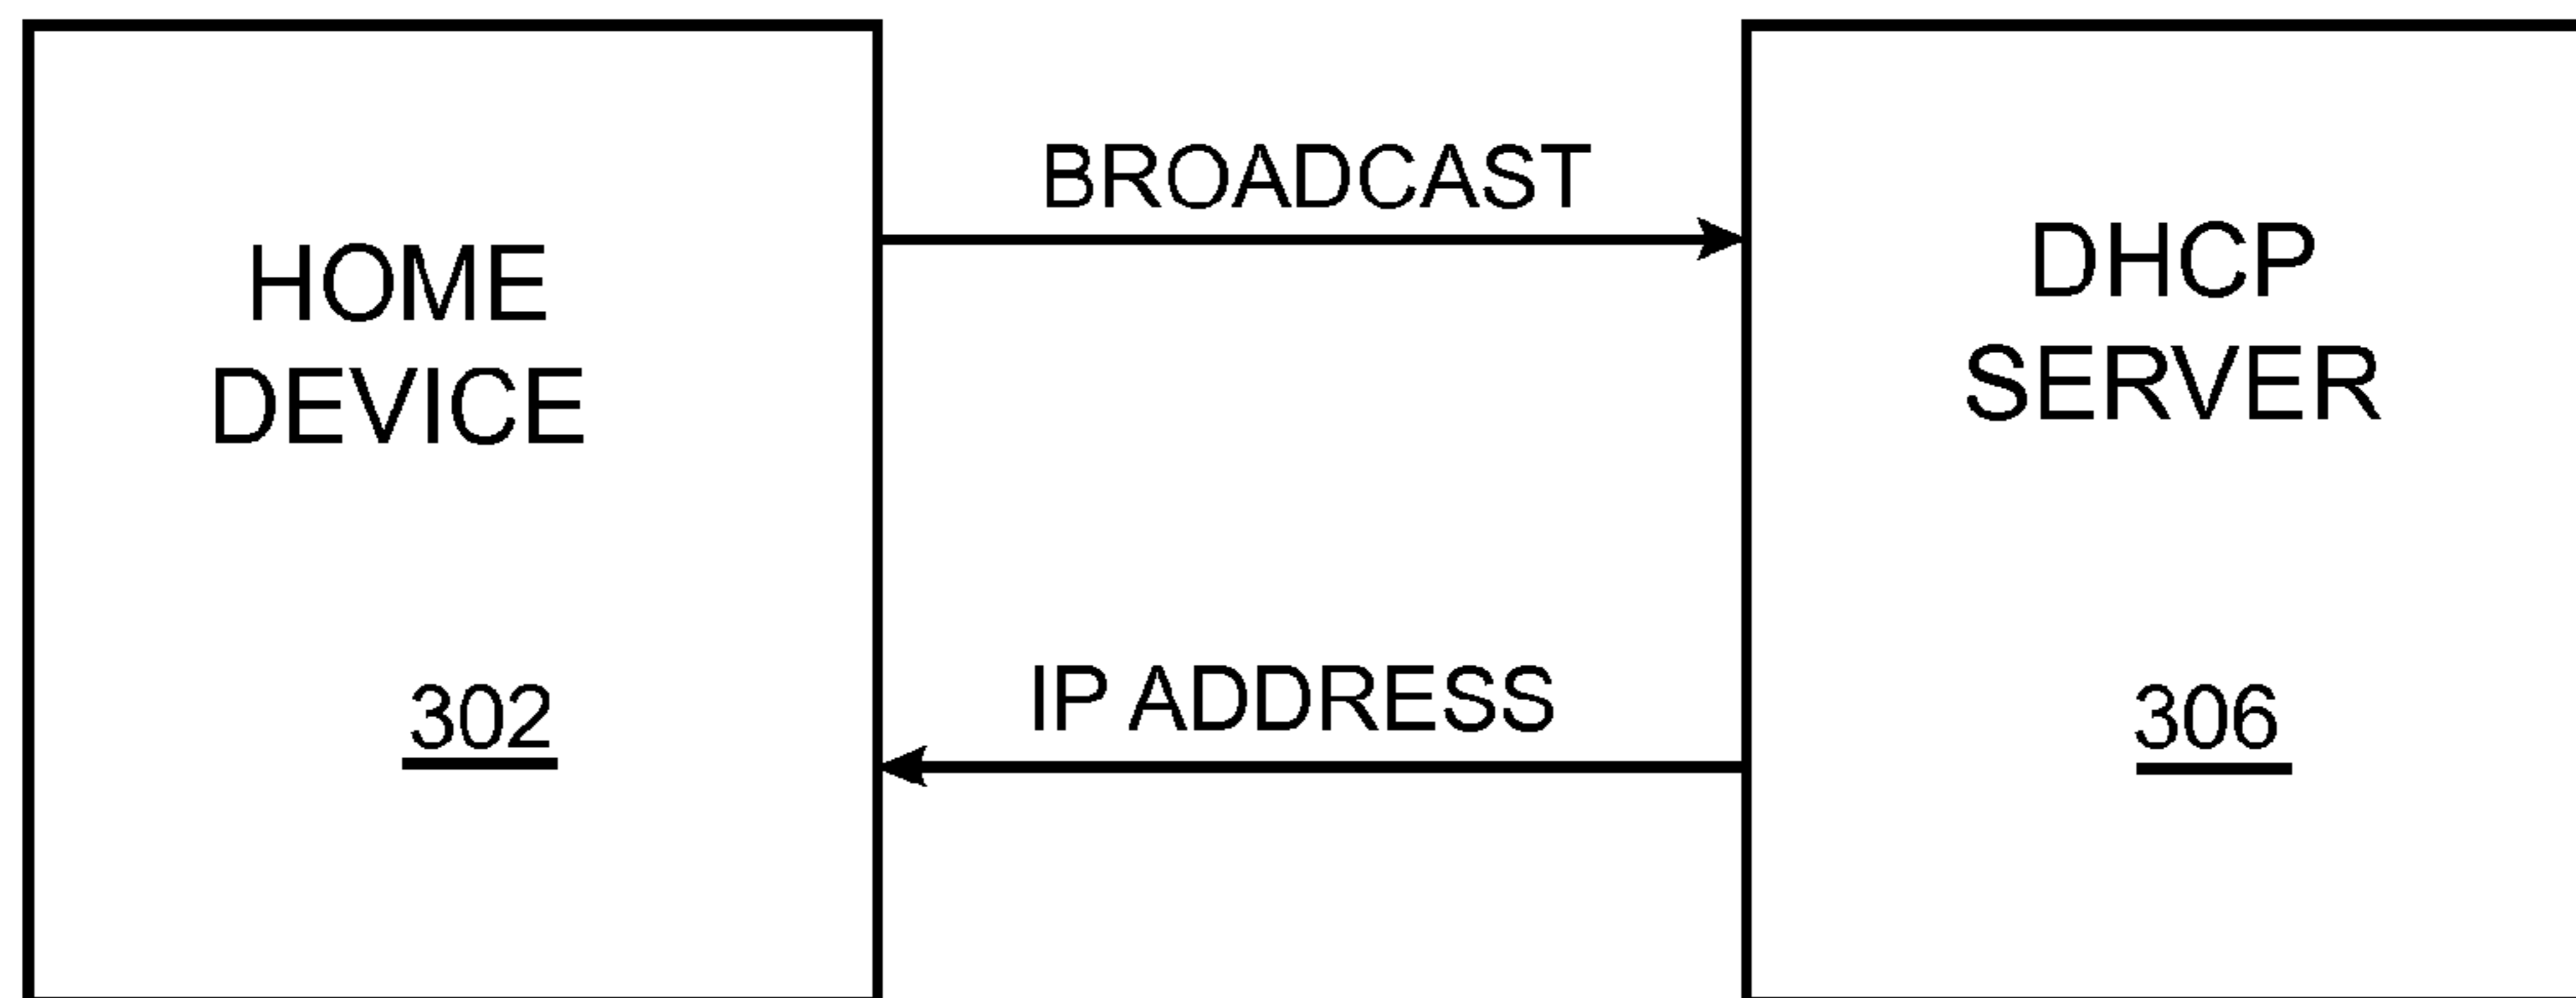 HOME
DEVICE
302
BROADCAST
IP ADDRESS
DHCP
SERVER
306